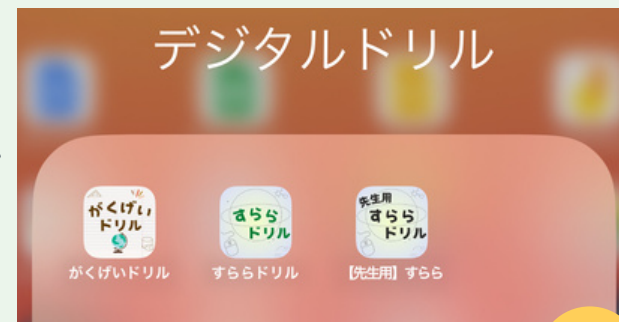 デジタルドリル
がくげい
ドリル
すらら
ドリル
先生用
すらら
ドリル
がくげいドリル
すららドリル
【先生用】すらら